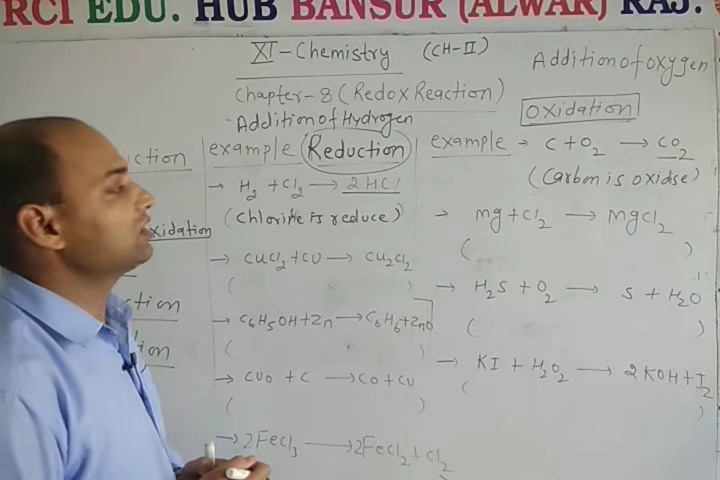 RCI EDU. HUB BANSUR (ALWAR) RAJ.
XI-Chemistry (CH-II)
Chapter-8 (Redox Reaction)
Addition of oxygen
Oxidation
- Addition of Hydrogen
example Reduction
→ H₂ + Cl₂ → 2HCl
(Chlorine is reduce)
→ CuCl₂ + CU → Cu₂Cl₂
( )
→ C₆H₅OH + Zn → C₆H₆ + ZnO
( )
→ CUO + C → CO + CU
( )
→ 2FeCl₃ → 2FeCl₂ + Cl₂
example → C + O₂ → CO₂
(Carbon is oxidse)
→ Mg + Cl₂ → MgCl₂
( )
→ H₂S + O₂ → S + H₂O
( )
→ KI + H₂O₂ → 2KOH + I₂
( )
uction
xidation
ction
tion